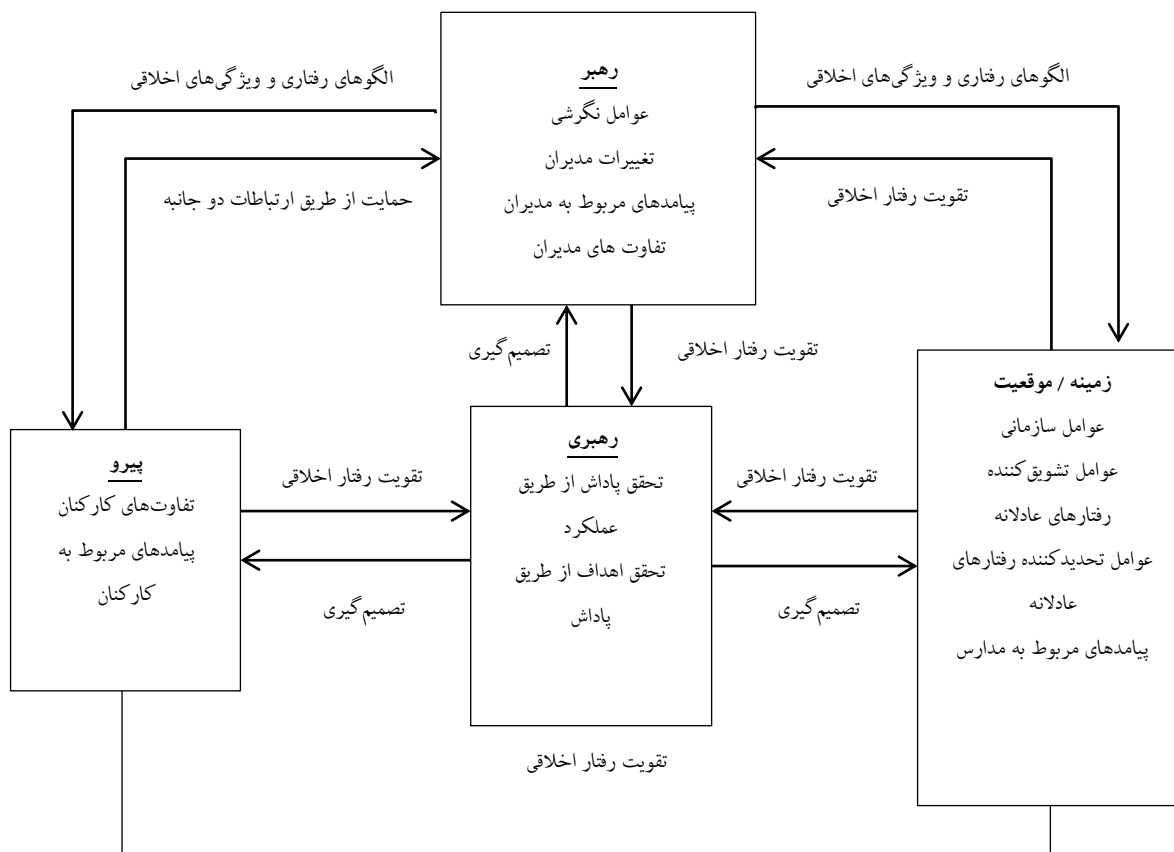 رهبر
عوامل نگرشی
تغییرات مدیران
پیامدهای مربوط به مدیران
تفاوت های مدیران
الگوهای رفتاری و ویژگی‌های اخلاقی
الگوهای رفتاری و ویژگی‌های اخلاقی
تقویت رفتار اخلاقی
حمایت از طریق ارتباطات دو جانبه
تقویت رفتار اخلاقی
تصمیم‌گیری
زمینه / موقعیت
عوامل سازمانی
عوامل تشویق‌کننده
رفتارهای عادلانه
عوامل تحدیدکننده رفتارهای
عادلانه
پیامدهای مربوط به مدارس
تقویت رفتار اخلاقی
تصمیم‌گیری
رهبری
تحقق پاداش از طریق
عملکرد
تحقق اهداف از طریق
پاداش
تقویت رفتار اخلاقی
تصمیم‌گیری
پیرو
تفاوت‌های کارکنان
پیامدهای مربوط به
کارکنان
تقویت رفتار اخلاقی